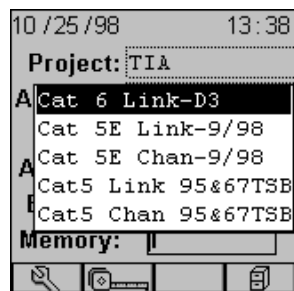 10/25/98 13:38
Project: TIA
A
Cat 6 Link-D3
Cat 5E Link-9/98
Cat 5E Chan-9/98
A
Cat5 Link 95&67TSB
Cat5 Chan 95&67TSB
Memory: